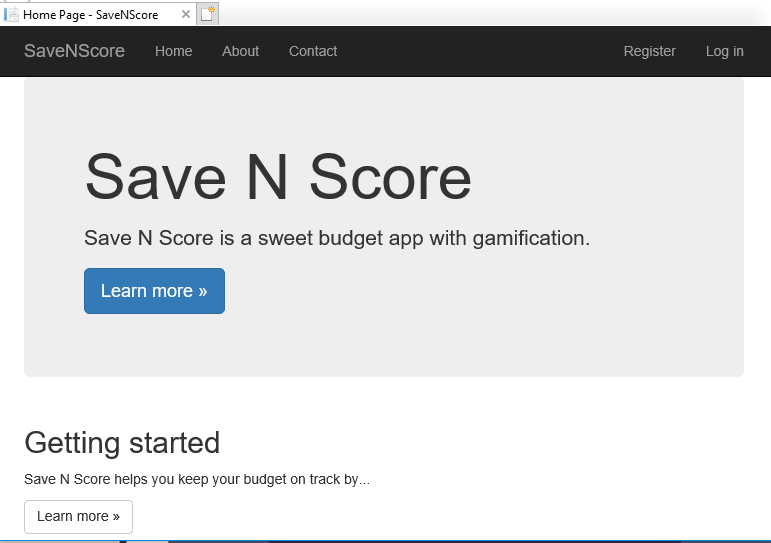 Home Page - SaveNScore
SaveNScore Home About Contact Register Log in
Save N Score
Save N Score is a sweet budget app with gamification.
Learn more »
Getting started
Save N Score helps you keep your budget on track by...
Learn more »